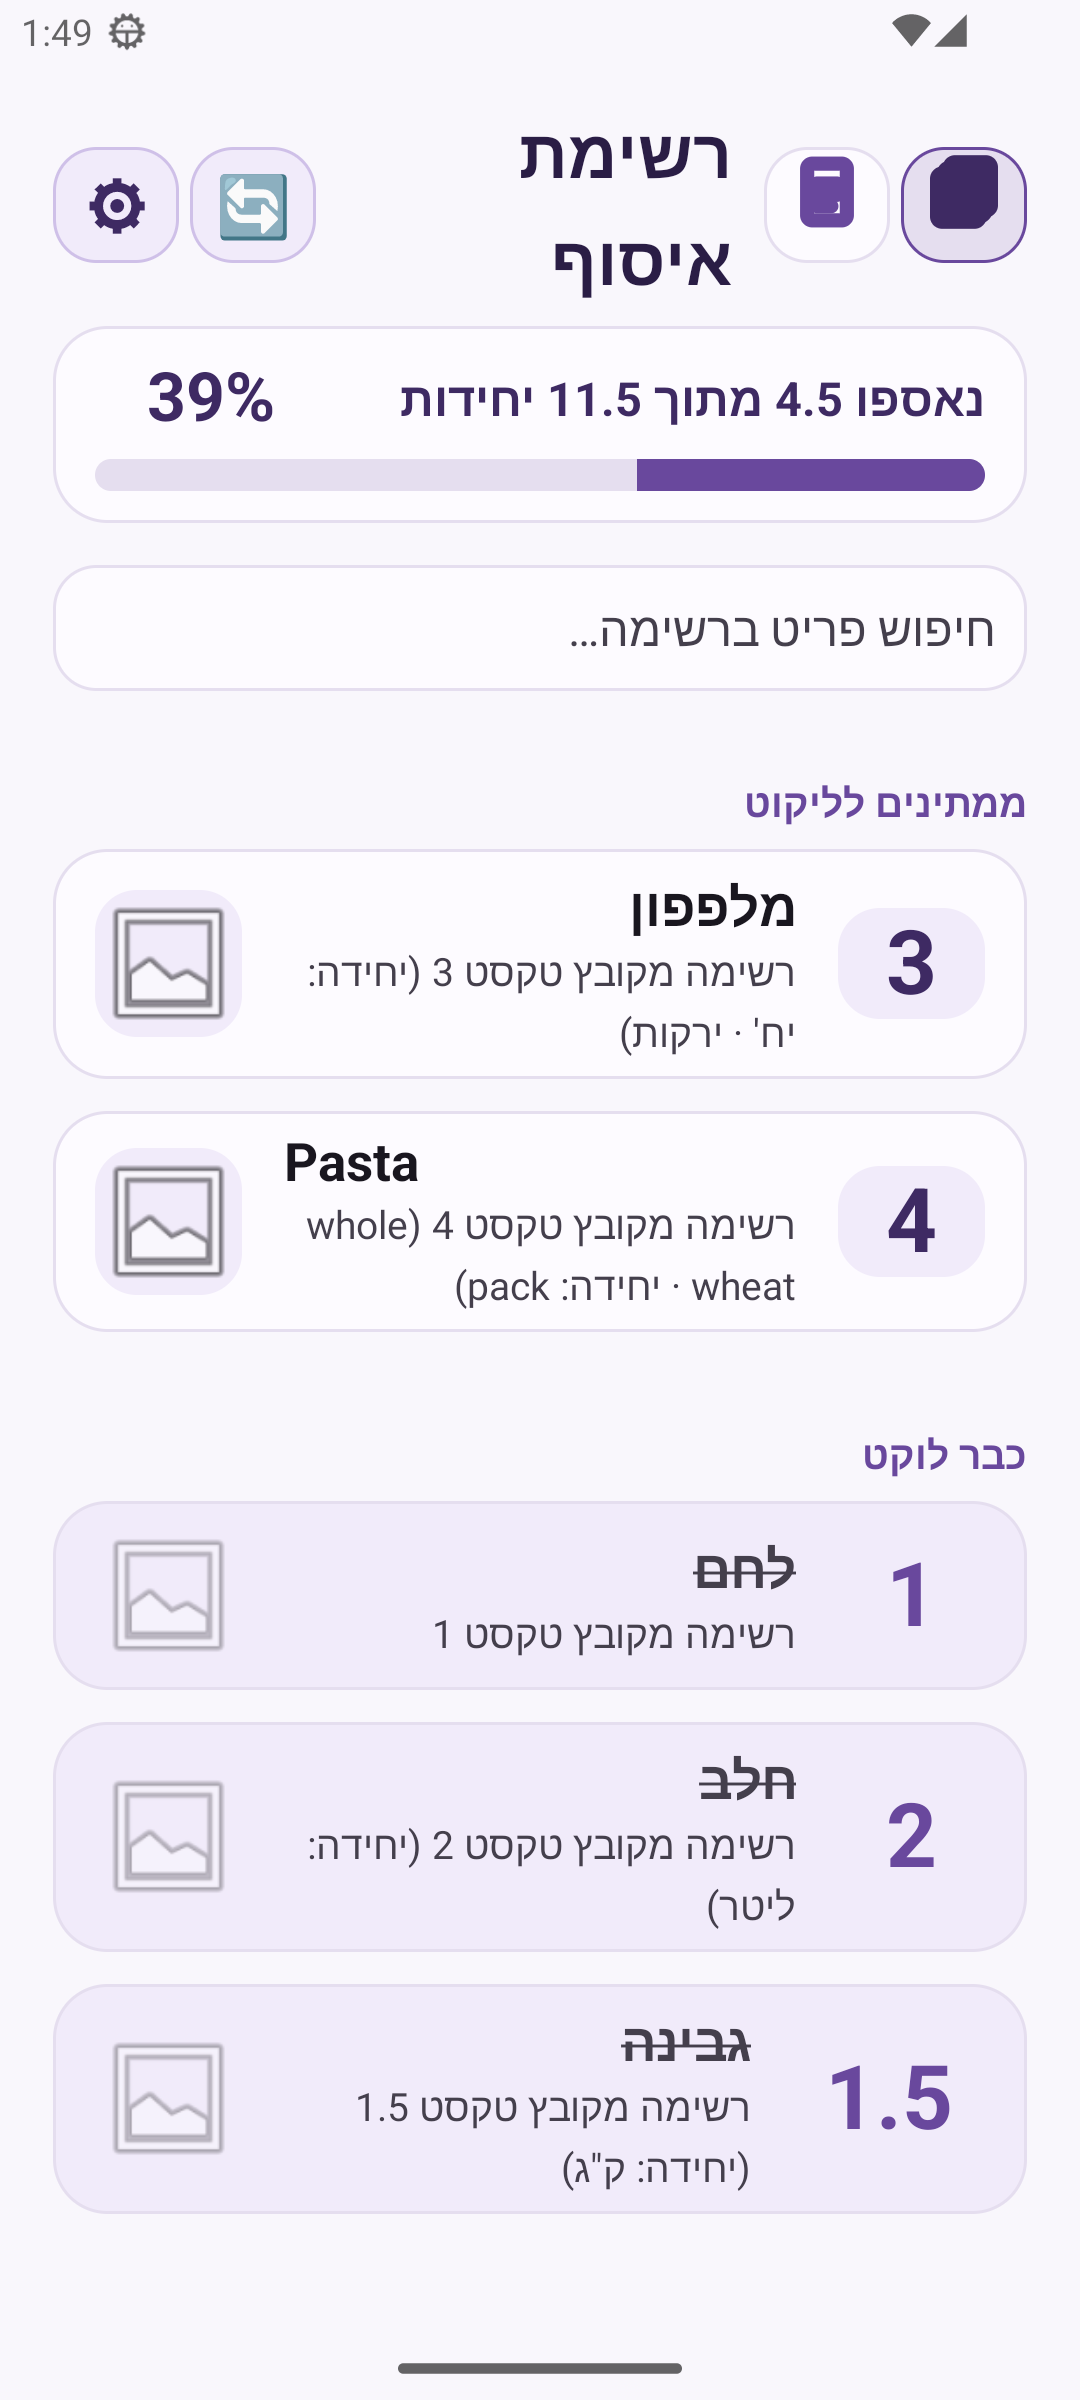 1:49
רשימת
איסוף
נאספו 4.5 מתוך 11.5 יחידות
39%
חיפוש פריט ברשימה...
ממתינים לליקוט
3
מלפפון
רשימה מקובץ טקסט 3 (יחידה:
יח' · ירקות)
4
Pasta
רשימה מקובץ טקסט 4 (whole
wheat · יחידה: pack)
כבר לוקט
1
לחם
רשימה מקובץ טקסט 1
2
חלב
רשימה מקובץ טקסט 2 (יחידה:
ליטר)
1.5
גבינה
רשימה מקובץ טקסט 1.5
(יחידה: ק"ג)